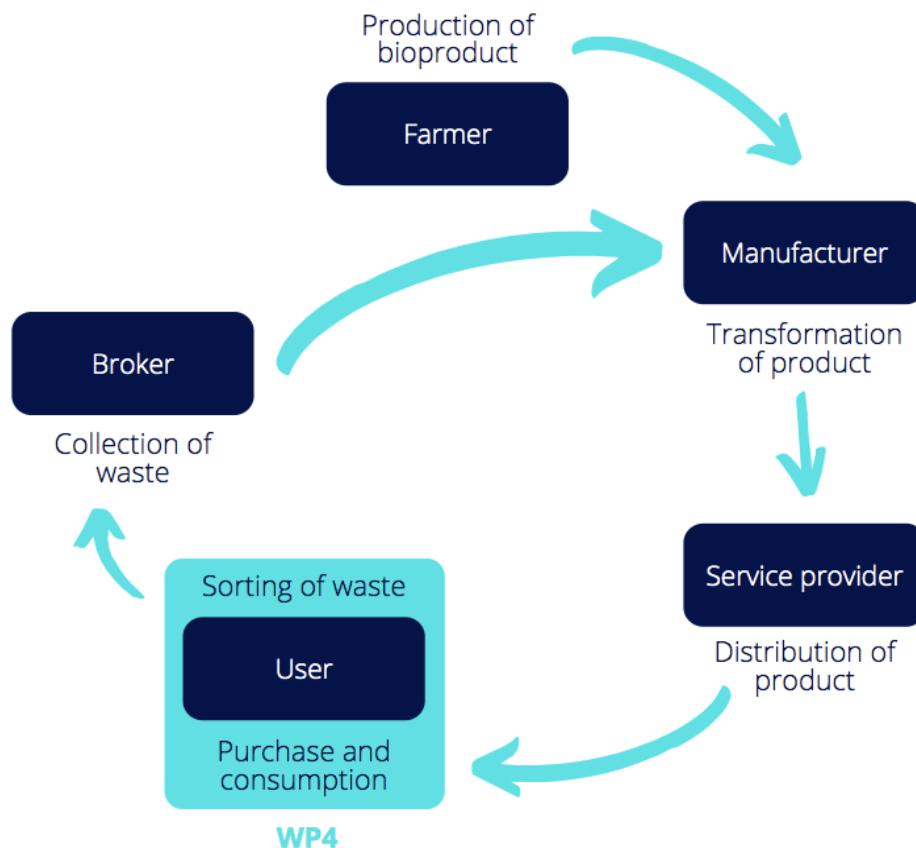 Production of
bioproduct
Farmer
Manufacturer
Transformation
of product
Broker
Collection of
waste
Service provider
Distribution of
product
Sorting of waste
User
Purchase and
consumption
WP4